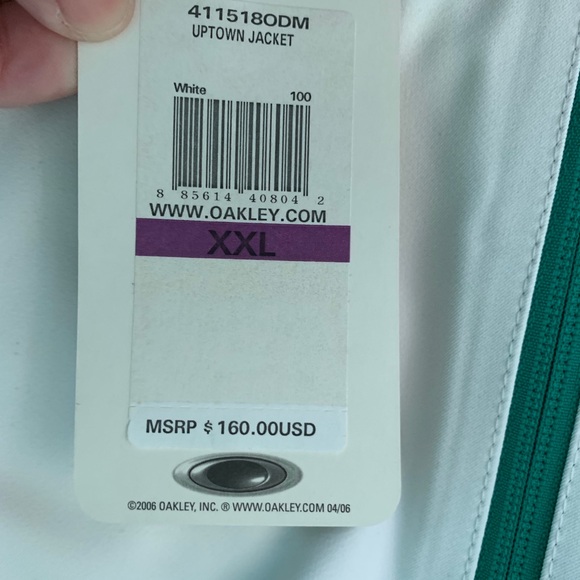 4115180DM
UPTOWN JACKET
White 100
8 85614 40804 2
WWW.OAKLEY.COM
XXL
MSRP $ 160.00USD
©2006 OAKLEY, INC. ® WWW.OAKLEY.COM 04/06